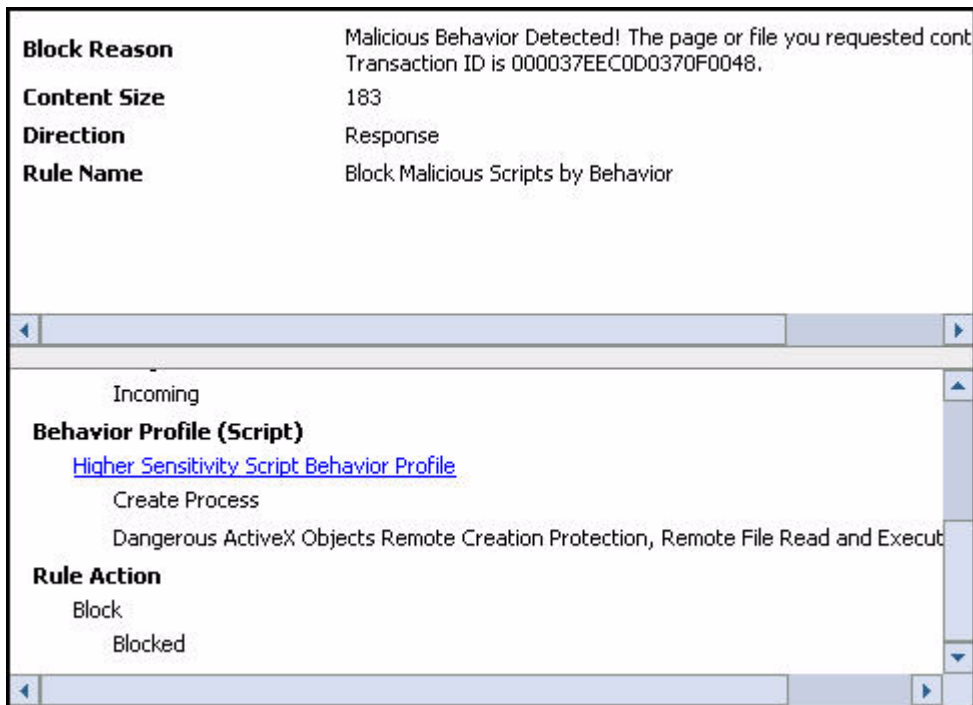 Block Reason Malicious Behavior Detected! The page or file you requested cont
Transaction ID is 000037EEC0D0370F0048.
Content Size 183
Direction Response
Rule Name Block Malicious Scripts by Behavior
Incoming
Behavior Profile (Script)
Higher Sensitivity Script Behavior Profile
Create Process
Dangerous ActiveX Objects Remote Creation Protection, Remote File Read and Execut
Rule Action
Block
Blocked